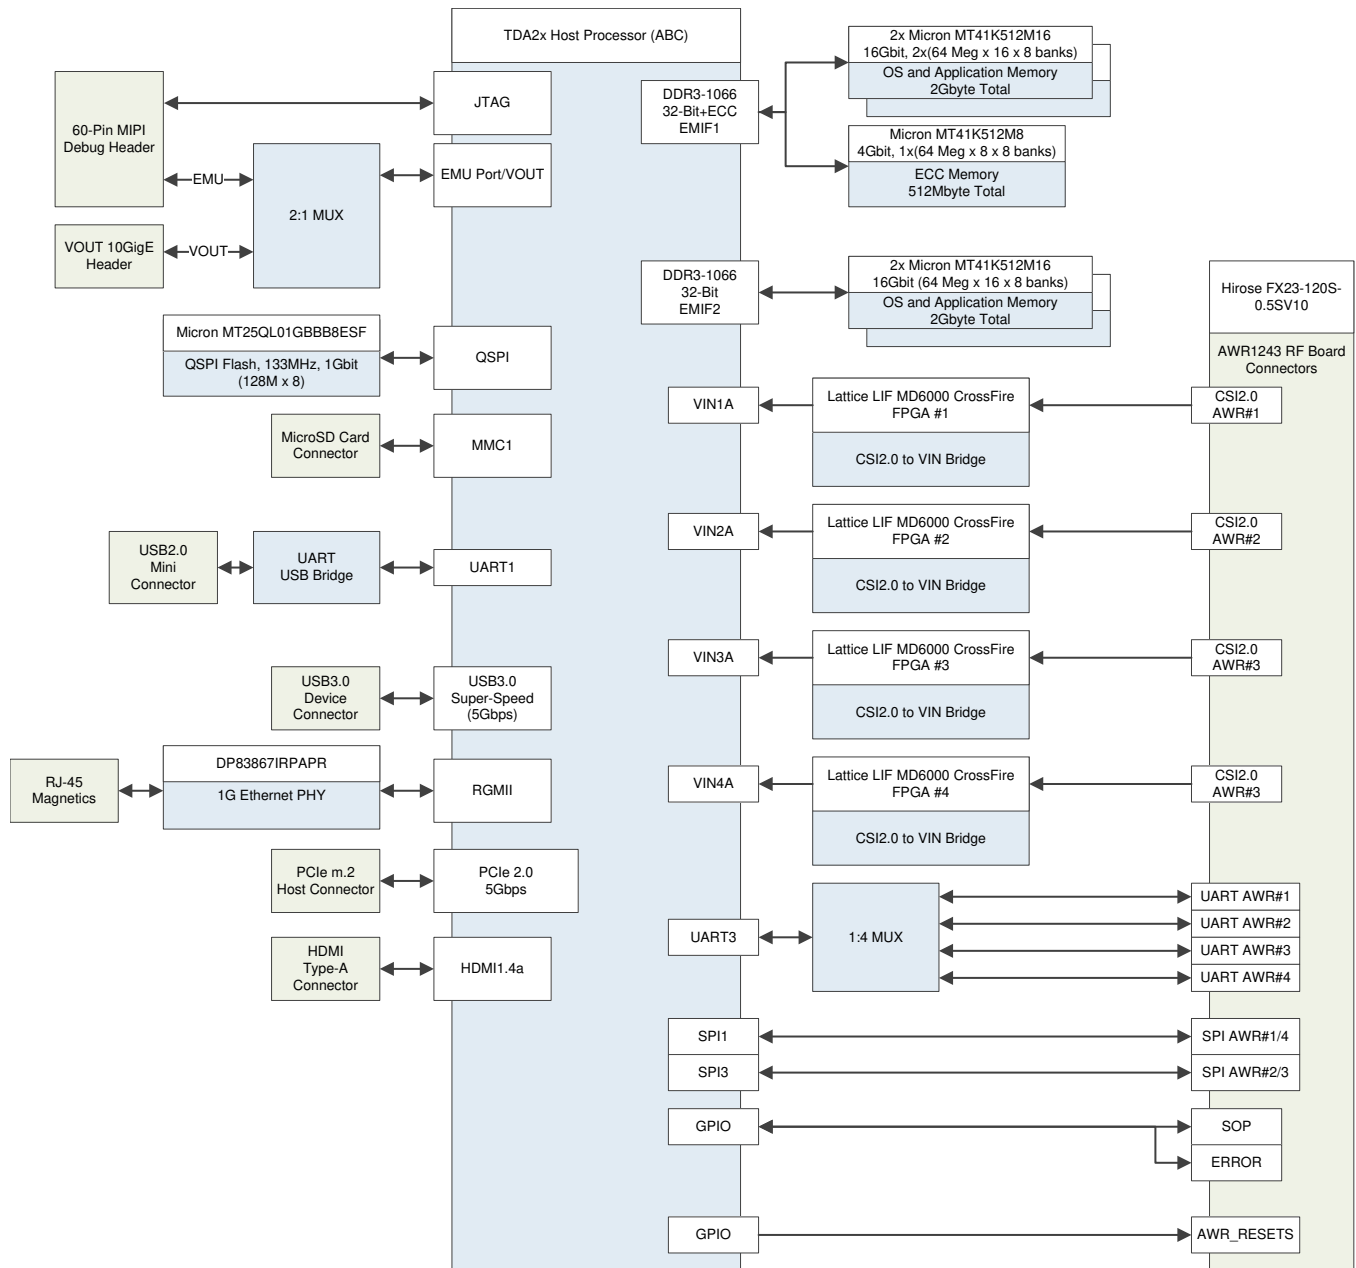 TDA2x Host Processor (ABC)
60-Pin MIPI
Debug Header
JTAG
EMU
2:1 MUX
EMU Port/VOUT
VOUT 10GigE
Header
VOUT
Micron MT25QL01GBBB8ESF
QSPI Flash, 133MHz, 1Gbit
(128M x 8)
QSPI
MicroSD Card
Connector
MMC1
USB2.0
Mini
Connector
UART
USB Bridge
UART1
USB3.0
Device
Connector
USB3.0
Super-Speed
(5Gbps)
RJ-45
Magnetics
DP83867IRPAPR
1G Ethernet PHY
RGMII
PCIe m.2
Host Connector
PCIe 2.0
5Gbps
HDMI
Type-A
Connector
HDMI1.4a
DDR3-1066
32-Bit+ECC
EMIF1
2x Micron MT41K512M16
16Gbit, 2x(64 Meg x 16 x 8 banks)
OS and Application Memory
2Gbyte Total
Micron MT41K512M8
4Gbit, 1x(64 Meg x 8 x 8 banks)
ECC Memory
512Mbyte Total
DDR3-1066
32-Bit
EMIF2
2x Micron MT41K512M16
16Gbit (64 Meg x 16 x 8 banks)
OS and Application Memory
2Gbyte Total
Hirose FX23-120S-
0.5SV10
AWR1243 RF Board
Connectors
VIN1A
Lattice LIF MD6000 CrossFire
FPGA #1
CSI2.0 to VIN Bridge
CSI2.0
AWR#1
VIN2A
Lattice LIF MD6000 CrossFire
FPGA #2
CSI2.0 to VIN Bridge
CSI2.0
AWR#2
VIN3A
Lattice LIF MD6000 CrossFire
FPGA #3
CSI2.0 to VIN Bridge
CSI2.0
AWR#3
VIN4A
Lattice LIF MD6000 CrossFire
FPGA #4
CSI2.0 to VIN Bridge
CSI2.0
AWR#3
UART3
1:4 MUX
UART AWR#1
UART AWR#2
UART AWR#3
UART AWR#4
SPI1
SPI AWR#1/4
SPI3
SPI AWR#2/3
GPIO
SOP
ERROR
GPIO
AWR_RESETS